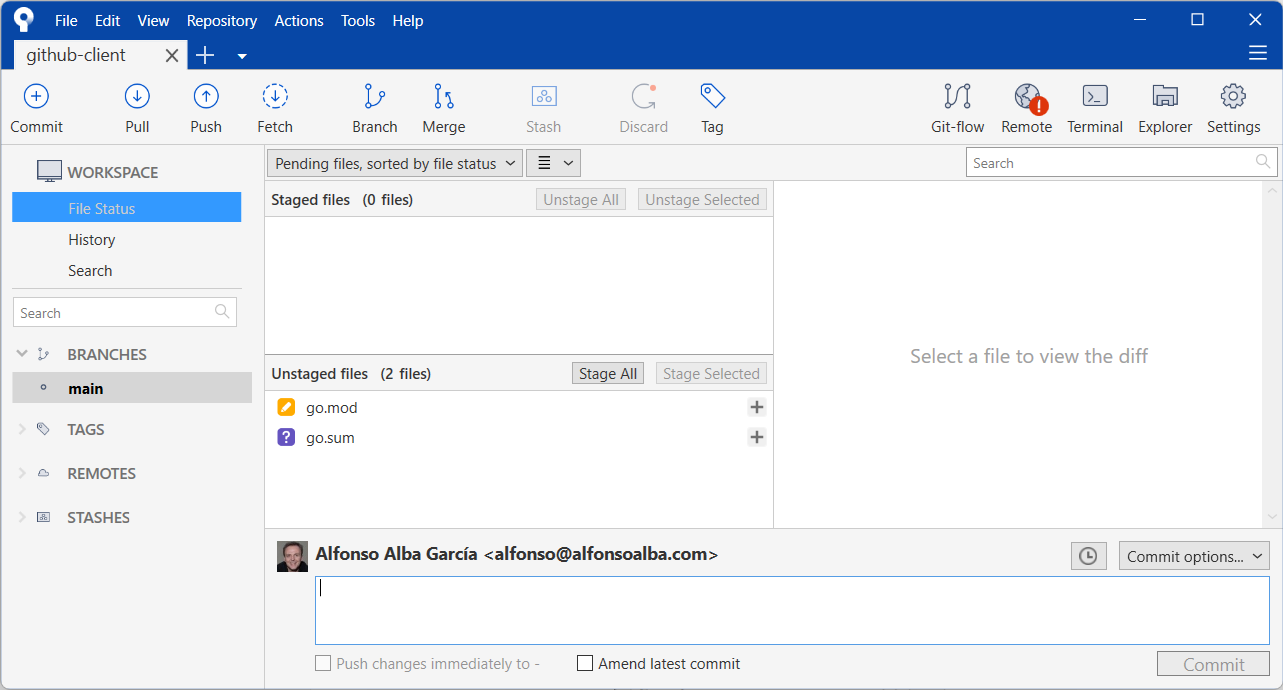 File Edit View Repository Actions Tools Help
github-client
Commit Pull Push Fetch Branch Merge Stash Discard Tag Git-flow Remote Terminal Explorer Settings
WORKSPACE
File Status
History
Search
Search
BRANCHES
main
TAGS
REMOTES
STASHES
Pending files, sorted by file status
Search
Staged files (0 files) Unstage All Unstage Selected
Unstaged files (2 files) Stage All Stage Selected
go.mod
? go.sum
Select a file to view the diff
Alfonso Alba García <alfonso@alfonsoalba.com>
Commit options...
Push changes immediately to - Amend latest commit
Commit